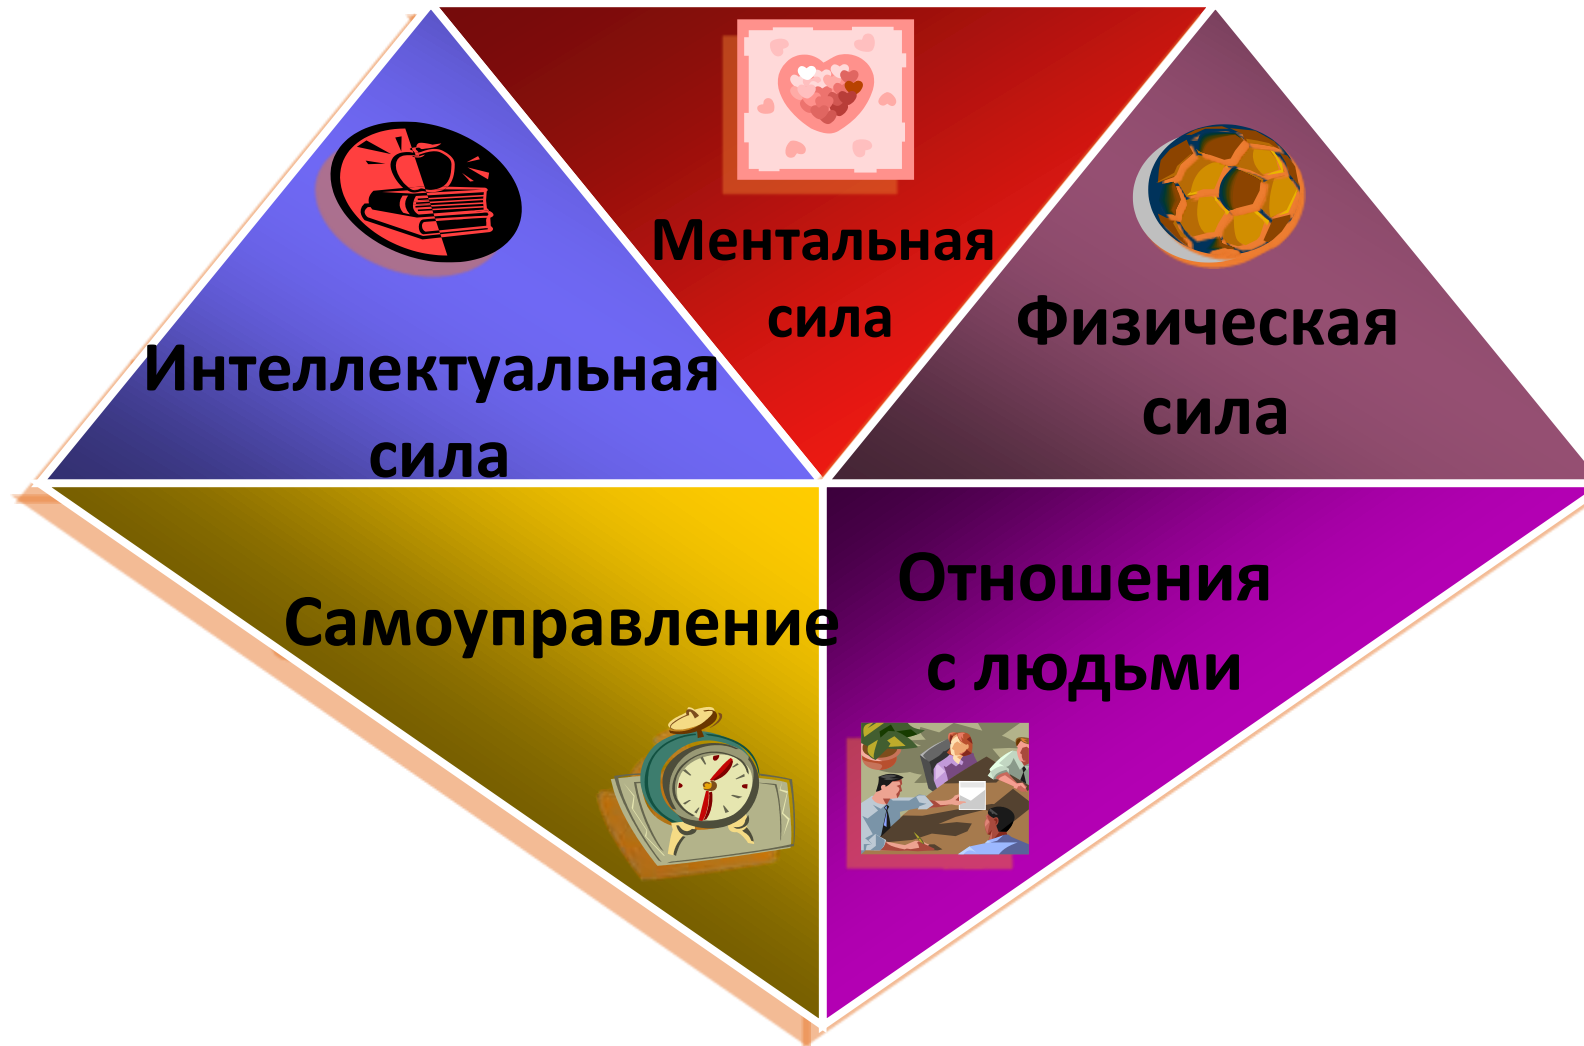 Ментальная
сила
Физическая
сила
Интеллектуальная
сила
Самоуправление
Отношения
с людьми